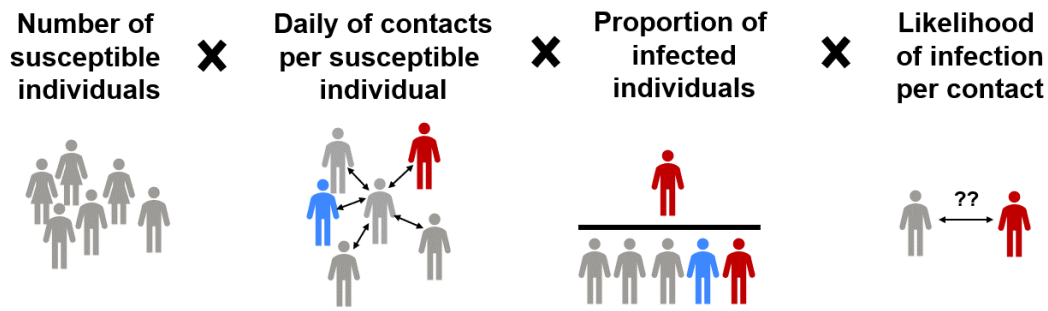 Number of
susceptible
individuals
×
Daily of contacts
per susceptible
individual
×
Proportion of
infected
individuals
×
Likelihood
of infection
per contact
??